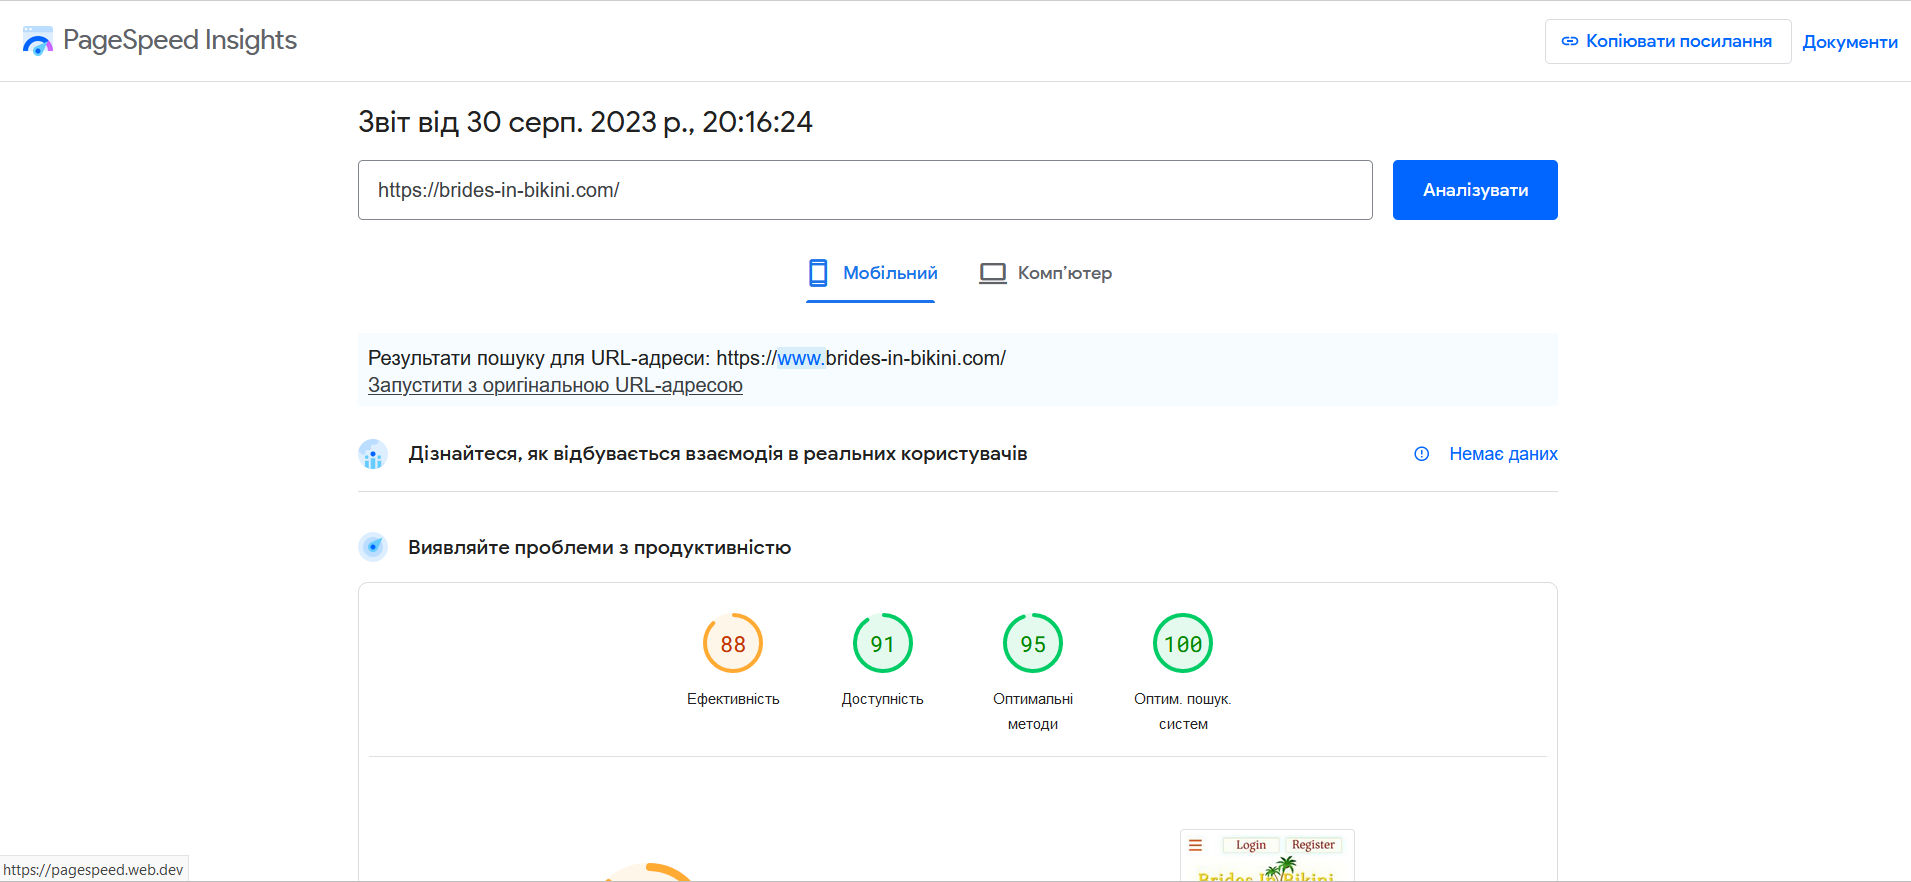 PageSpeed Insights
Копіювати посилання
Документи
Звіт від 30 серп. 2023 р., 20:16:24
https://brides-in-bikini.com/
Аналізувати
Мобільний
Комп'ютер
Результати пошуку для URL-адреси: https://www.brides-in-bikini.com/
Запустити з оригінальною URL-адресою
Дізнайтеся, як відбувається взаємодія в реальних користувачів
Немає даних
Виявляйте проблеми з продуктивністю
88
91
95
100
Ефективність
Доступність
Оптимальні
методи
Оптим. пошук.
систем
Login
Register
Brides In Bikini
https://pagespeed.web.dev